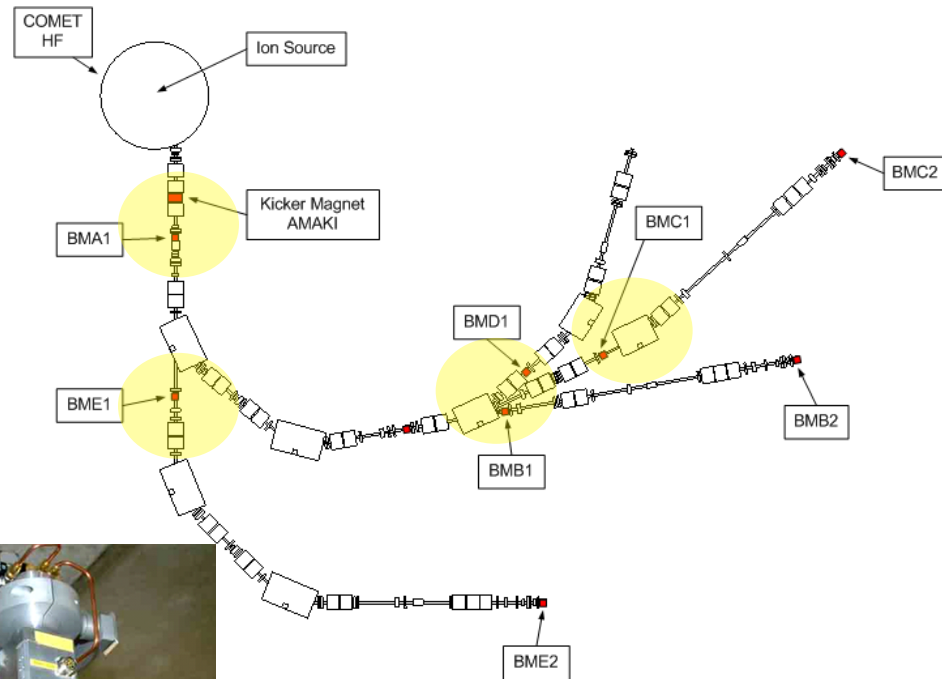 COMET
HF
Ion Source
Kicker Magnet
AMAKI
BMA1
BMC2
BMC1
BMD1
BME1
BMB2
BMB1
BME2